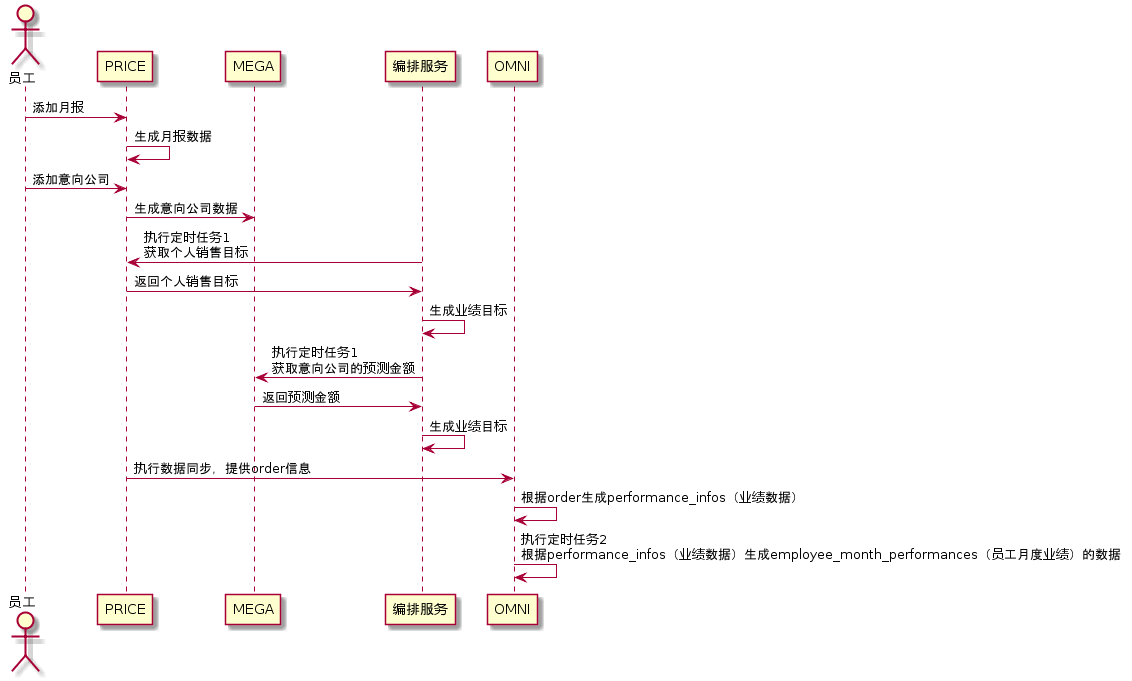 员工
PRICE
MEGA
编排服务
OMNI
添加月报
生成月报数据
添加意向公司
生成意向公司数据
执行定时任务1
获取个人销售目标
返回个人销售目标
生成业绩目标
执行定时任务1
获取意向公司的预测金额
返回预测金额
生成业绩目标
执行数据同步，提供order信息
根据order生成performance_infos（业绩数据）
执行定时任务2
根据performance_infos（业绩数据）生成employee_month_performances（员工月度业绩）的数据
员工
PRICE
MEGA
编排服务
OMNI